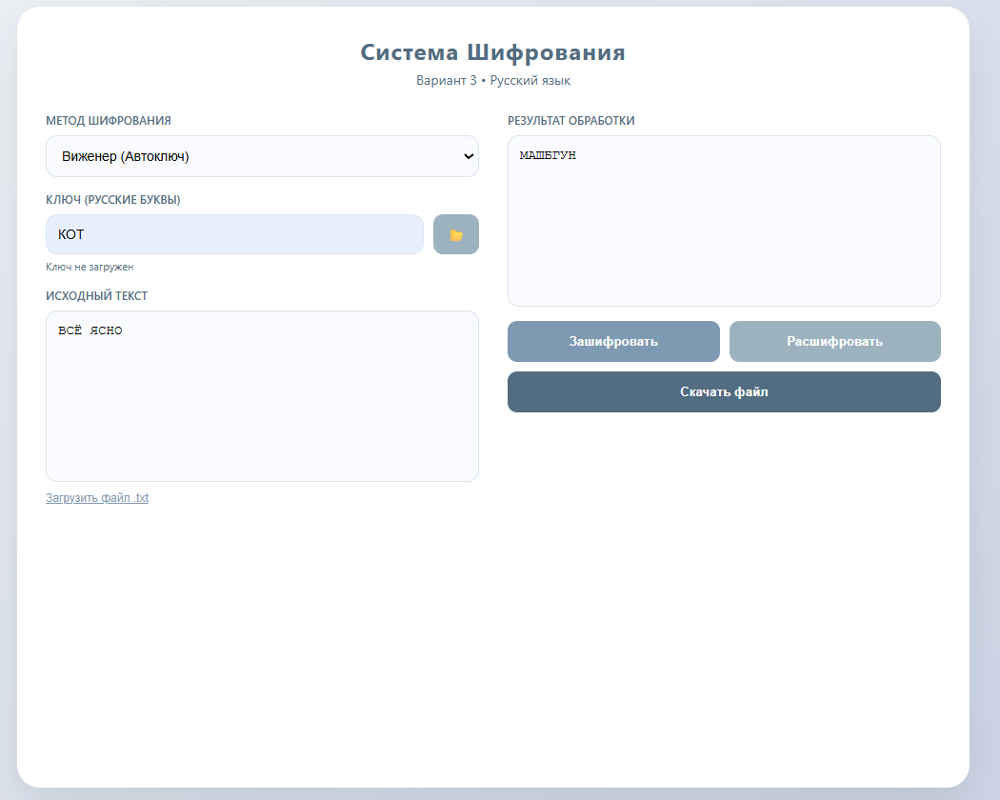 Система Шифрования
Вариант 3 • Русский язык
МЕТОД ШИФРОВАНИЯ
Виженер (Автоключ)
КЛЮЧ (РУССКИЕ БУКВЫ)
КОТ
Ключ не загружен
ИСХОДНЫЙ ТЕКСТ
ВСЁ ЯСНО
Загрузить файл .txt
РЕЗУЛЬТАТ ОБРАБОТКИ
МАШБГУН
Зашифровать
Расшифровать
Скачать файл